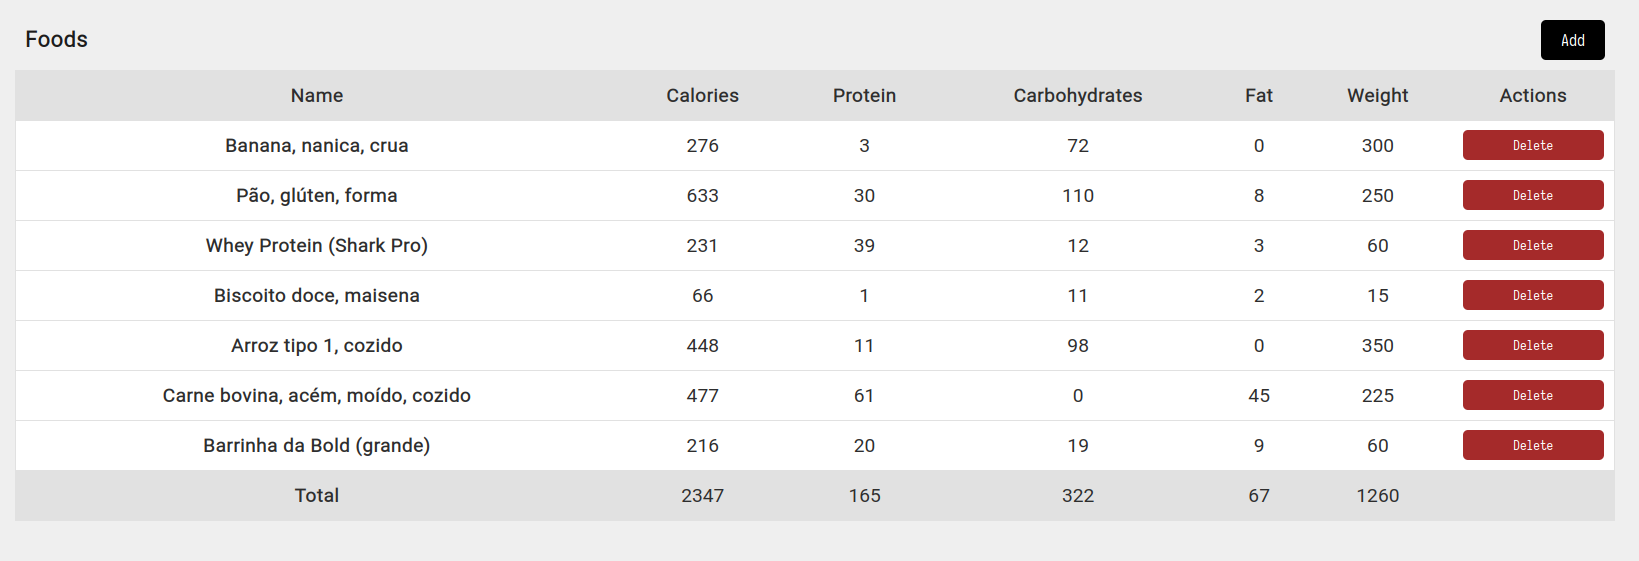 Foods Add
Name Calories Protein Carbohydrates Fat Weight Actions
Banana, nanica, crua 276 3 72 0 300 Delete
Pão, glúten, forma 633 30 110 8 250 Delete
Whey Protein (Shark Pro) 231 39 12 3 60 Delete
Biscoito doce, maisena 66 1 11 2 15 Delete
Arroz tipo 1, cozido 448 11 98 0 350 Delete
Carne bovina, acém, moído, cozido 477 61 0 45 225 Delete
Barrinha da Bold (grande) 216 20 19 9 60 Delete
Total 2347 165 322 67 1260